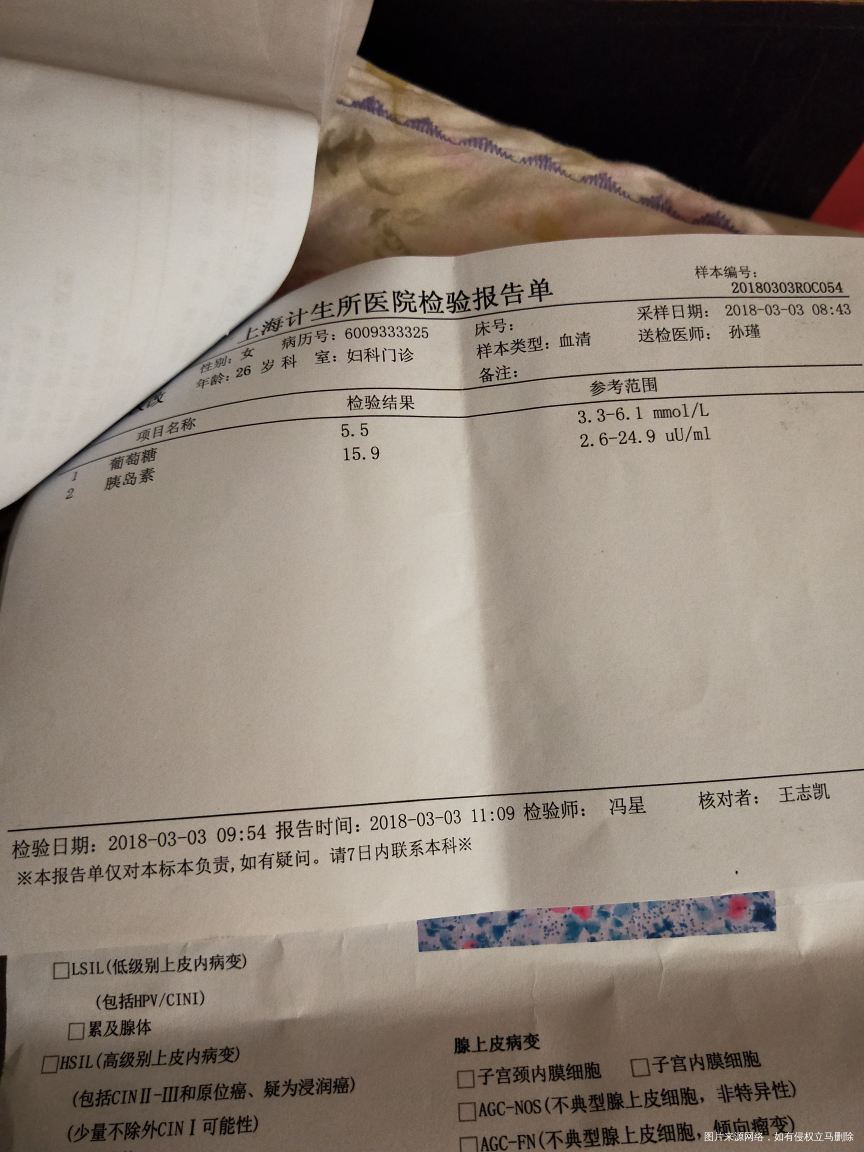 上海计生所医院检验报告单
样本编号：
20180303ROC054
性别：女 病历号：6009333325 床号： 采样日期： 2018-03-03 08:43
年龄：26 岁 科 室：妇科门诊 样本类型：血清 送检医师： 孙瑾
备注：
项目名称 检验结果 参考范围
1 葡萄糖 5.5 3.3-6.1 mmol/L
2 胰岛素 15.9 2.6-24.9 uU/ml
检验日期：2018-03-03 09:54 报告时间：2018-03-03 11:09 检验师： 冯星 核对者： 王志凯
※本报告单仅对本标本负责,如有疑问。请7日内联系本科※
□LSIL(低级别上皮内病变)
(包括HPV/CINI)
□累及腺体
□HSIL(高级别上皮内病变)
(包括CINⅡ-Ⅲ和原位癌、疑为浸润癌)
(少量不除外CINⅠ可能性)
腺上皮病变
□子宫颈内膜细胞 □子宫内膜细胞
□AGC-NOS(不典型腺上皮细胞，非特异性)
□AGC-FN(不典型腺上皮细胞，倾向瘤变)
图片来源网络，如有侵权立马删除